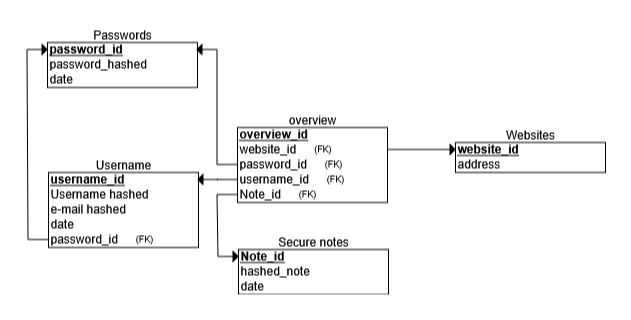 Passwords
password_id
password_hashed
date
overview
overview_id
website_id (FK)
password_id (FK)
username_id (FK)
Note_id (FK)
Websites
website_id
address
Username
username_id
Username hashed
e-mail hashed
date
password_id (FK)
Secure notes
Note_id
hashed_note
date